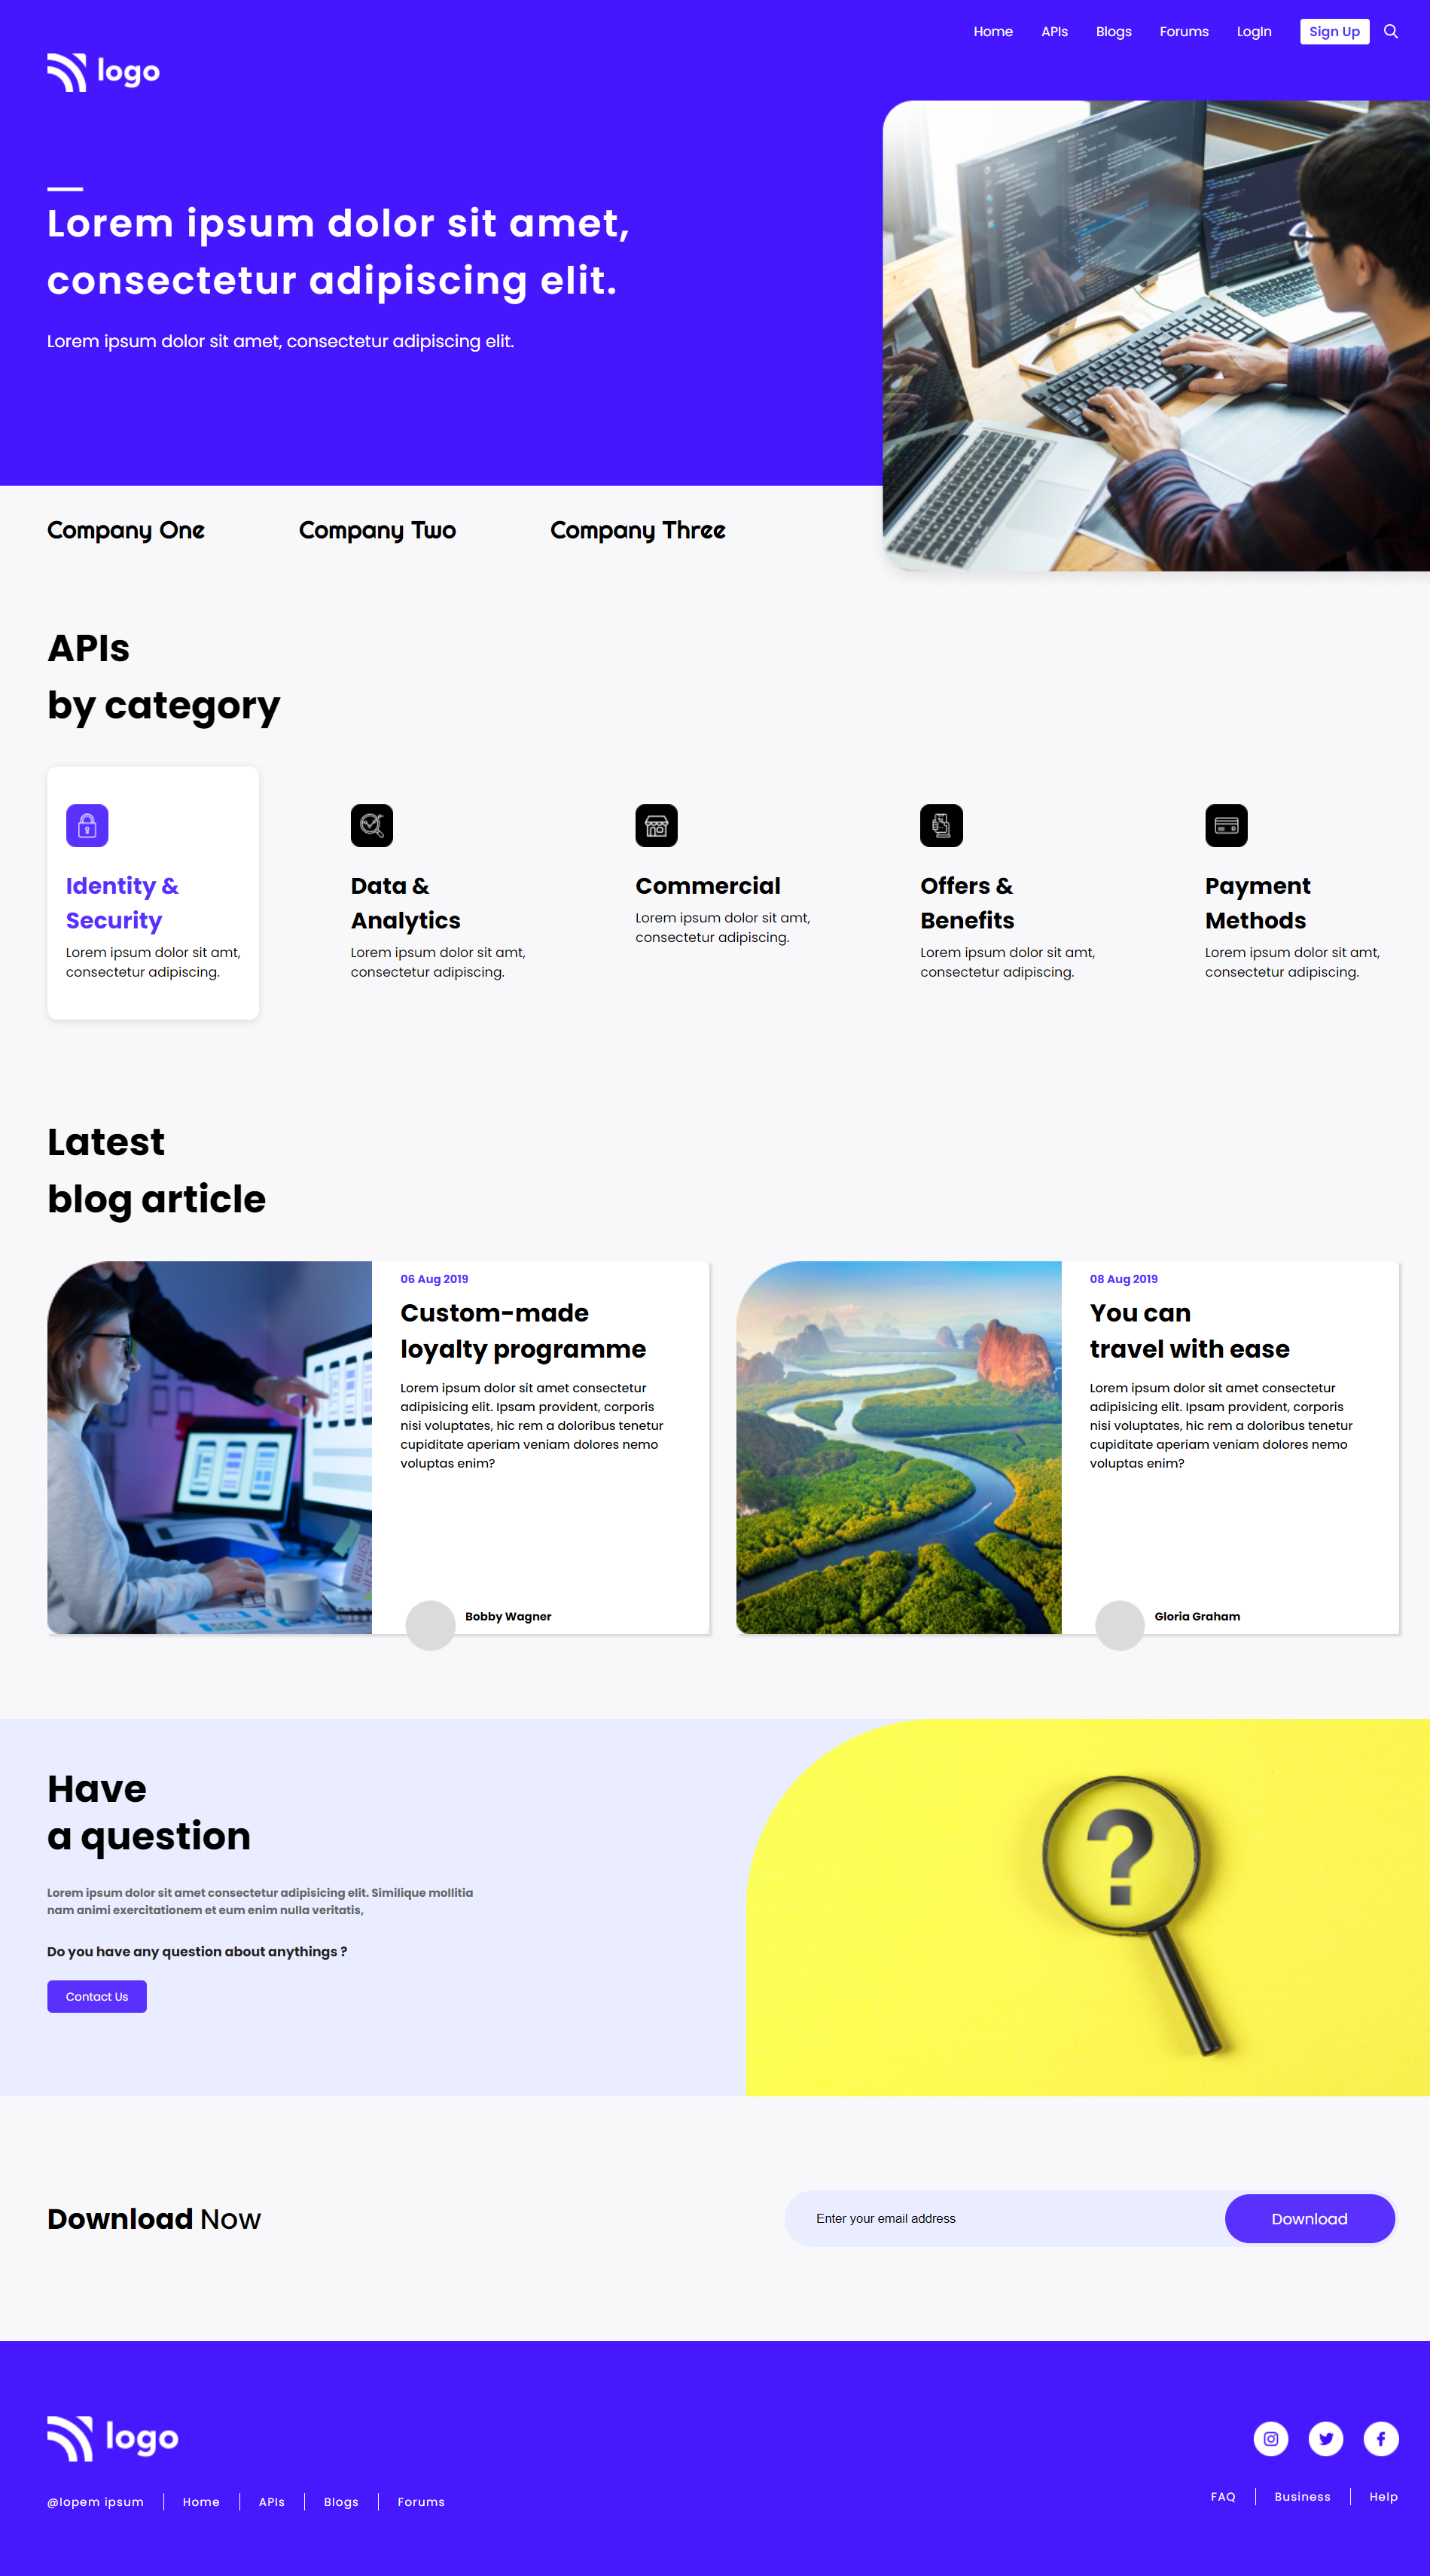 Home APIs Blogs Forums LogIn Sign Up
logo
Lorem ipsum dolor sit amet,
consectetur adipiscing elit.
Lorem ipsum dolor sit amet, consectetur adipiscing elit.
Company One Company Two Company Three
APIs
by category
Identity &
Security
Lorem ipsum dolor sit amet,
consectetur adipiscing.
Data &
Analytics
Lorem ipsum dolor sit amet,
consectetur adipiscing.
Commercial
Lorem ipsum dolor sit amet,
consectetur adipiscing.
Offers &
Benefits
Lorem ipsum dolor sit amet,
consectetur adipiscing.
Payment
Methods
Lorem ipsum dolor sit amet,
consectetur adipiscing.
Latest
blog article
06 Aug 2019
Custom-made
loyalty programme
Lorem ipsum dolor sit amet consectetur
adipisicing elit. Ipsam provident, corporis
nisi voluptates, hic rem a doloribus tenetur
cupiditate aperiam veniam dolores nemo
voluptas enim?
Bobby Wagner
08 Aug 2019
You can
travel with ease
Lorem ipsum dolor sit amet consectetur
adipisicing elit. Ipsam provident, corporis
nisi voluptates, hic rem a doloribus tenetur
cupiditate aperiam veniam dolores nemo
voluptas enim?
Gloria Graham
Have
a question
Lorem ipsum dolor sit amet consectetur adipisicing elit. Similique mollitia
nam animi exercitationem et eum enim nulla veritatis,
Do you have any question about anythings ?
Contact Us
?
Download Now
Enter your email address
Download
logo
@lopem ipsum Home APIs Blogs Forums
FAQ Business Help